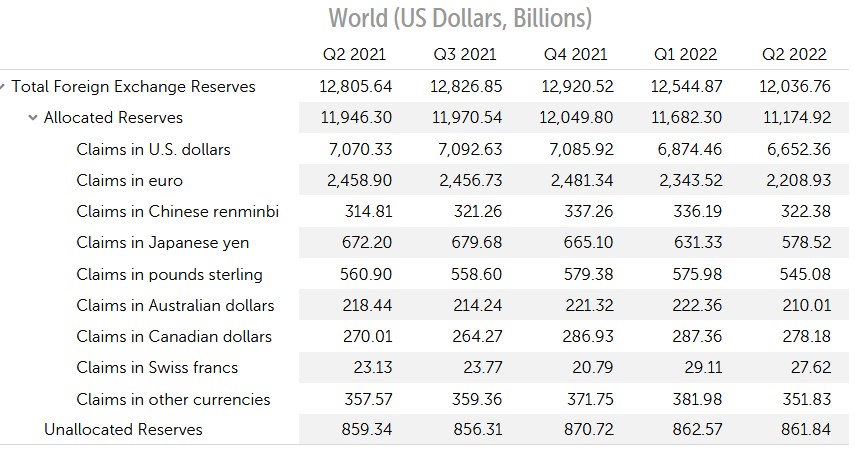 World (US Dollars, Billions)
Q2 2021 Q3 2021 Q4 2021 Q1 2022 Q2 2022
Total Foreign Exchange Reserves 12,805.64 12,826.85 12,920.52 12,544.87 12,036.76
Allocated Reserves 11,946.30 11,970.54 12,049.80 11,682.30 11,174.92
Claims in U.S. dollars 7,070.33 7,092.63 7,085.92 6,874.46 6,652.36
Claims in euro 2,458.90 2,456.73 2,481.34 2,343.52 2,208.93
Claims in Chinese renminbi 314.81 321.26 337.26 336.19 322.38
Claims in Japanese yen 672.20 679.68 665.10 631.33 578.52
Claims in pounds sterling 560.90 558.60 579.38 575.98 545.08
Claims in Australian dollars 218.44 214.24 221.32 222.36 210.01
Claims in Canadian dollars 270.01 264.27 286.93 287.36 278.18
Claims in Swiss francs 23.13 23.77 20.79 29.11 27.62
Claims in other currencies 357.57 359.36 371.75 381.98 351.83
Unallocated Reserves 859.34 856.31 870.72 862.57 861.84